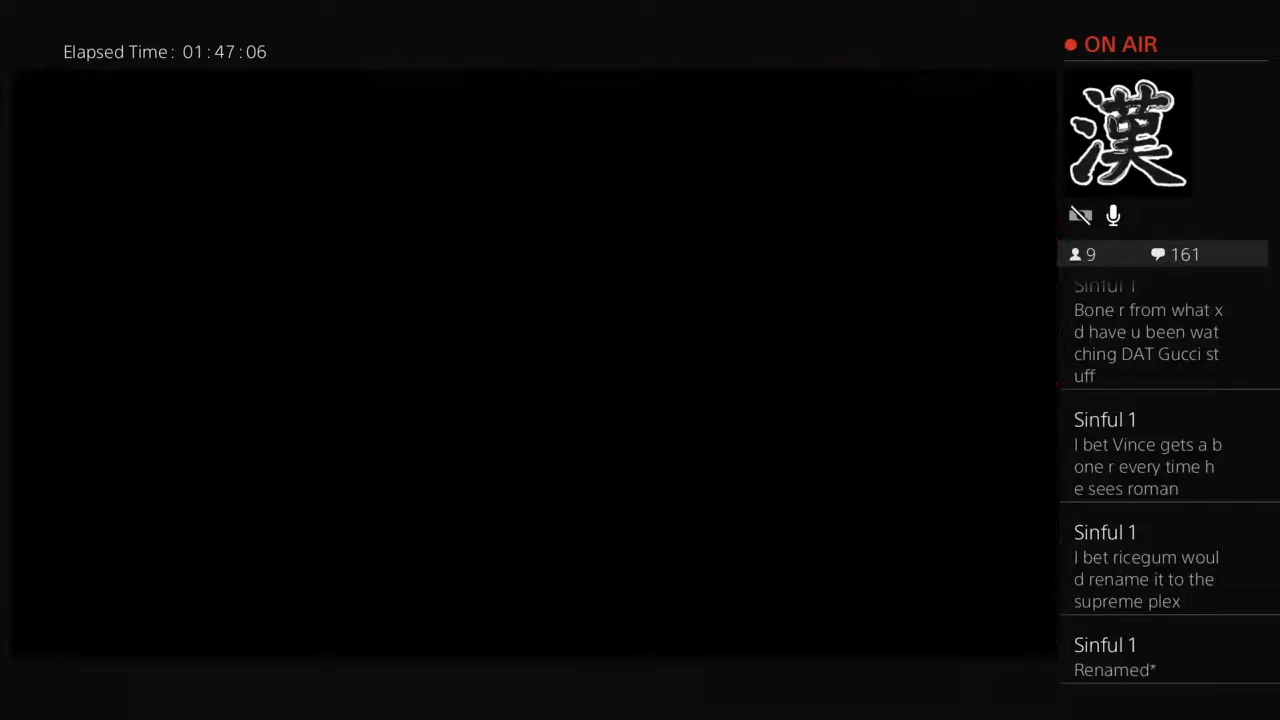 Elapsed Time: 01:47:06
ON AIR
漢
9 161
Sinful 1
Bone r from what x
d have u been wat
ching DAT Gucci st
uff
Sinful 1
I bet Vince gets a b
one r every time h
e sees roman
Sinful 1
I bet ricegum woul
d rename it to the
supreme plex
Sinful 1
Renamed*